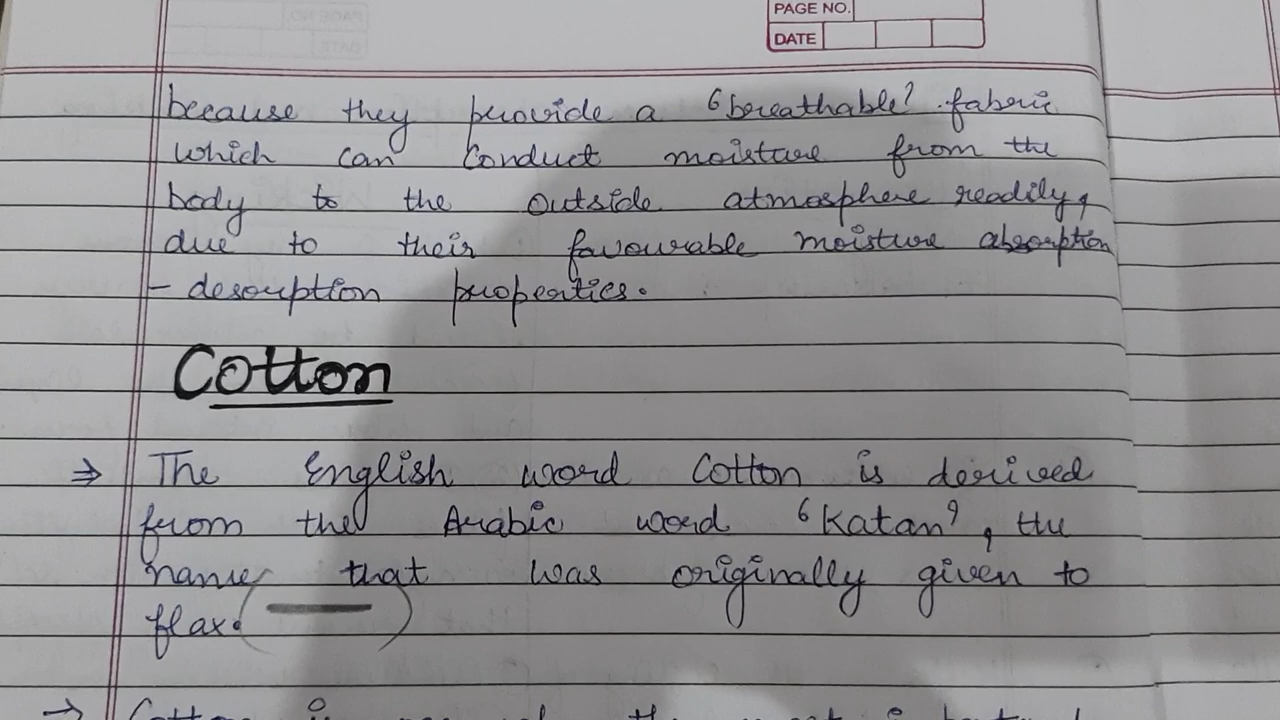 PAGE NO.
DATE
because they provide a ‘breathable’ fabric
which can conduct moisture from the
body to the outside atmosphere readily,
due to their favourable moisture absorption
- desorption properties.
Cotton
⇒ The English word Cotton is derived
from the Arabic word ‘Katan’, the
name that was originally given to
flax.